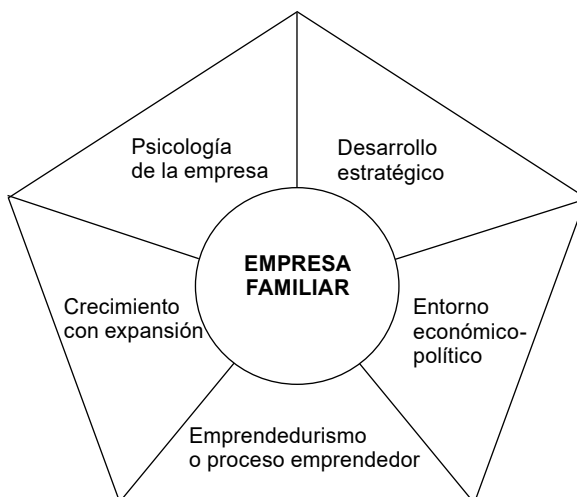 Psicología
de la empresa
Desarrollo
estratégico
EMPRESA
FAMILIAR
Crecimiento
con expansión
Entorno
económico-
político
Emprendedurismo
o proceso emprendedor